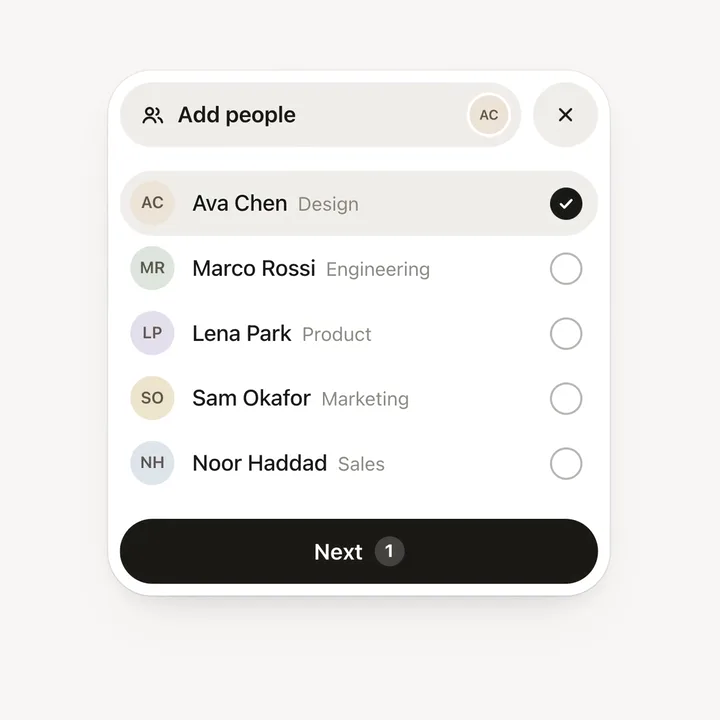 Add people AC
AC Ava Chen Design
MR Marco Rossi Engineering
LP Lena Park Product
SO Sam Okafor Marketing
NH Noor Haddad Sales
Next 1